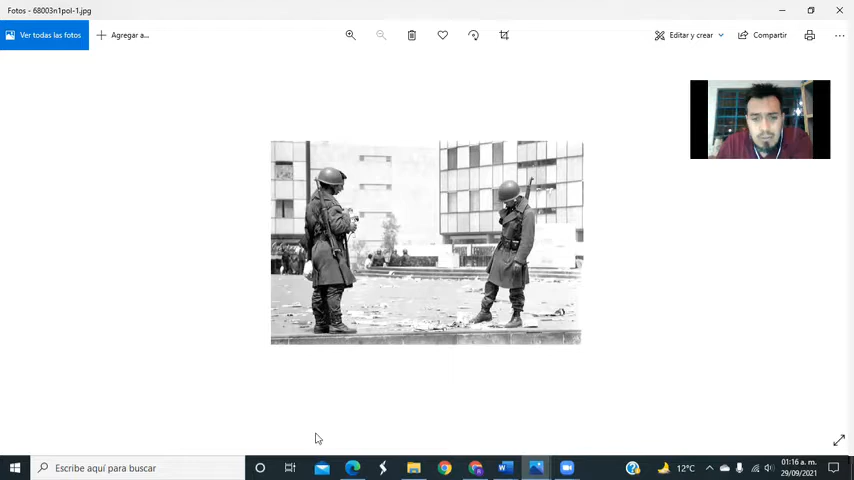 Fotos - 68003n1pol-1.jpg
Ver todas las fotos
Agregar a...
Editar y crear
Compartir
Escribe aquí para buscar
12°C
01:16 a. m.
29/09/2021